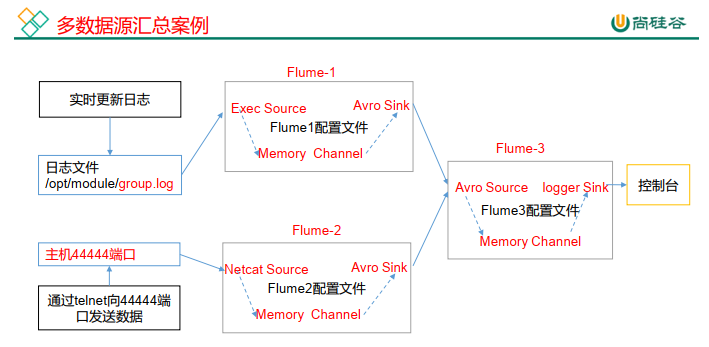 多数据源汇总案例
尚硅谷
Flume-1
实时更新日志
Exec Source
Avro Sink
Flume1配置文件
Memory Channel
日志文件
/opt/module/group.log
Flume-3
Avro Source
logger Sink
控制台
Flume3配置文件
Memory Channel
Flume-2
主机44444端口
Netcat Source
Avro Sink
Flume2配置文件
Memory Channel
通过telnet向44444端
口发送数据